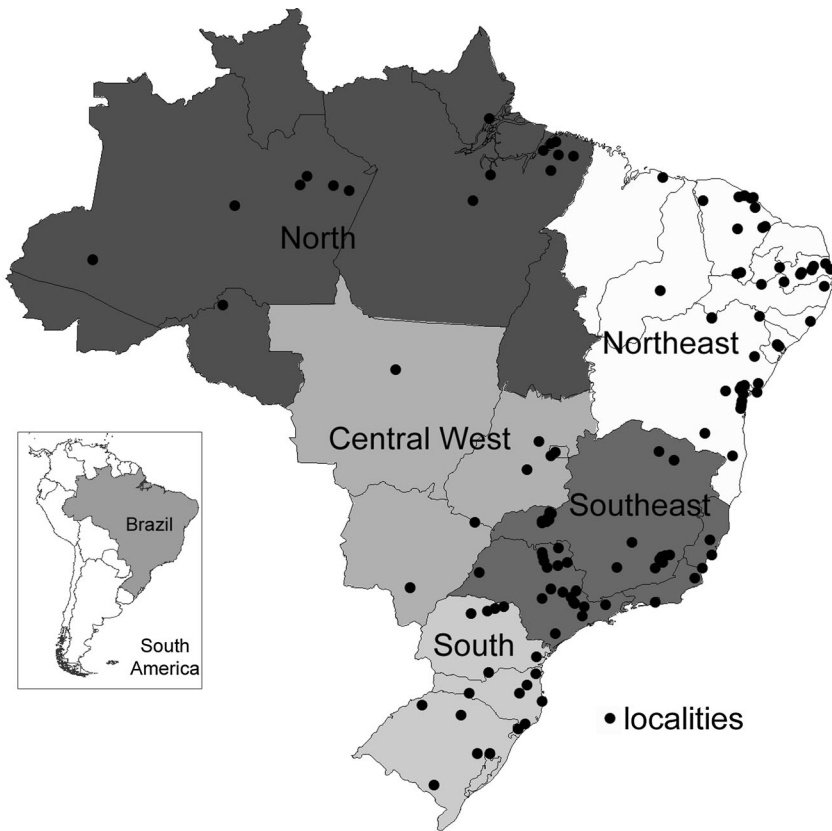 North
Northeast
Central West
Southeast
South
localities
Brazil
South
America